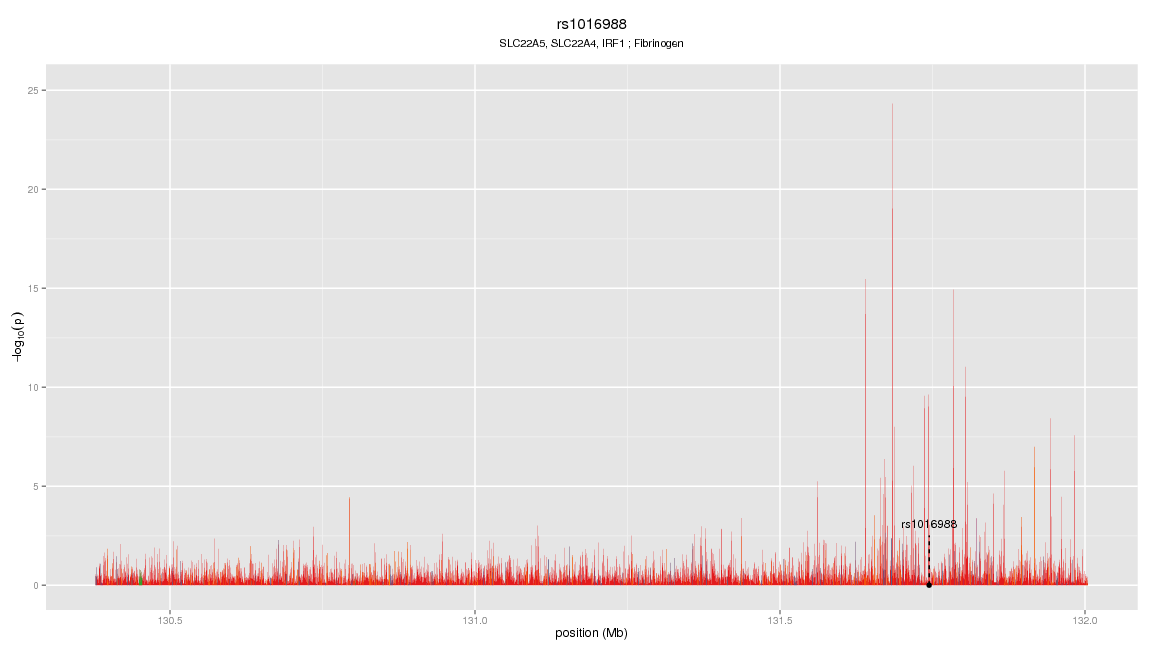 rs1016988
SLC22A5, SLC22A4, IRF1 ; Fibrinogen
25
20
15
10
5
0
−log10(p)
rs1016988
130.5 131.0 131.5 132.0
position (Mb)